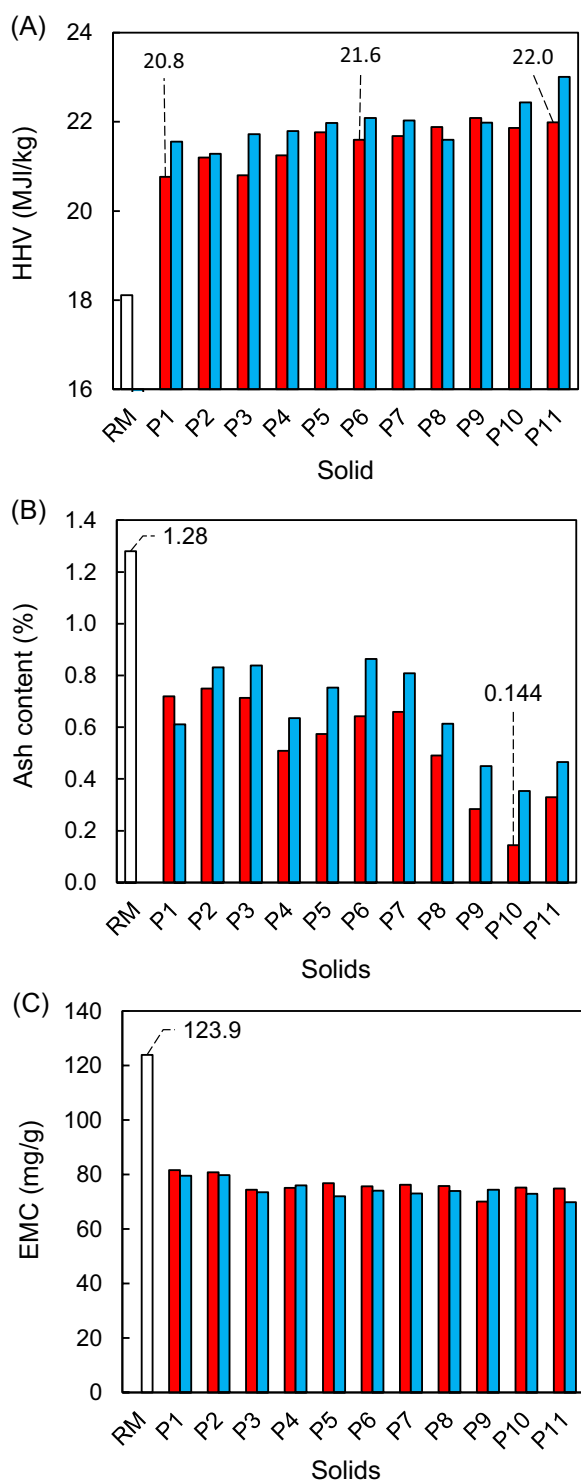 (A)
24
22
20
18
16
HHV (MJl/kg)
20.8
21.6
22.0
RM P1 P2 P3 P4 P5 P6 P7 P8 P9 P10 P11
Solid
(B)
1.4
1.2
1.0
0.8
0.6
0.4
0.2
0.0
Ash content (%)
1.28
0.144
RM P1 P2 P3 P4 P5 P6 P7 P8 P9 P10 P11
Solids
(C)
140
120
100
80
60
40
20
0
EMC (mg/g)
123.9
RM P1 P2 P3 P4 P5 P6 P7 P8 P9 P10 P11
Solids